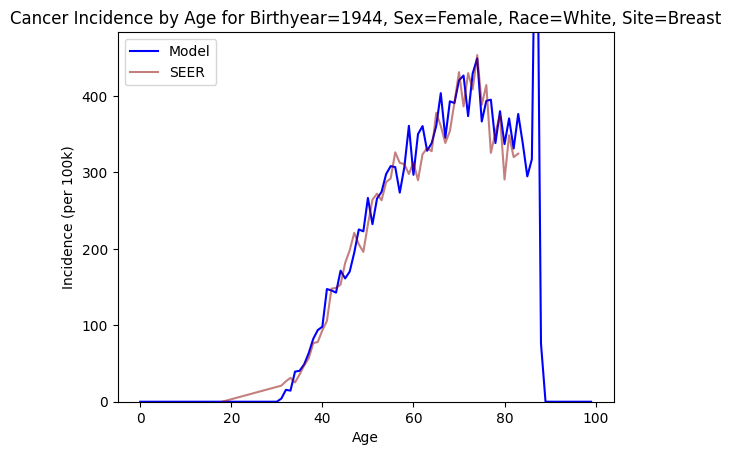 Cancer Incidence by Age for Birthyear=1944, Sex=Female, Race=White, Site=Breast
Model
SEER
Incidence (per 100k)
400
300
200
100
0
0 20 40 60 80 100
Age